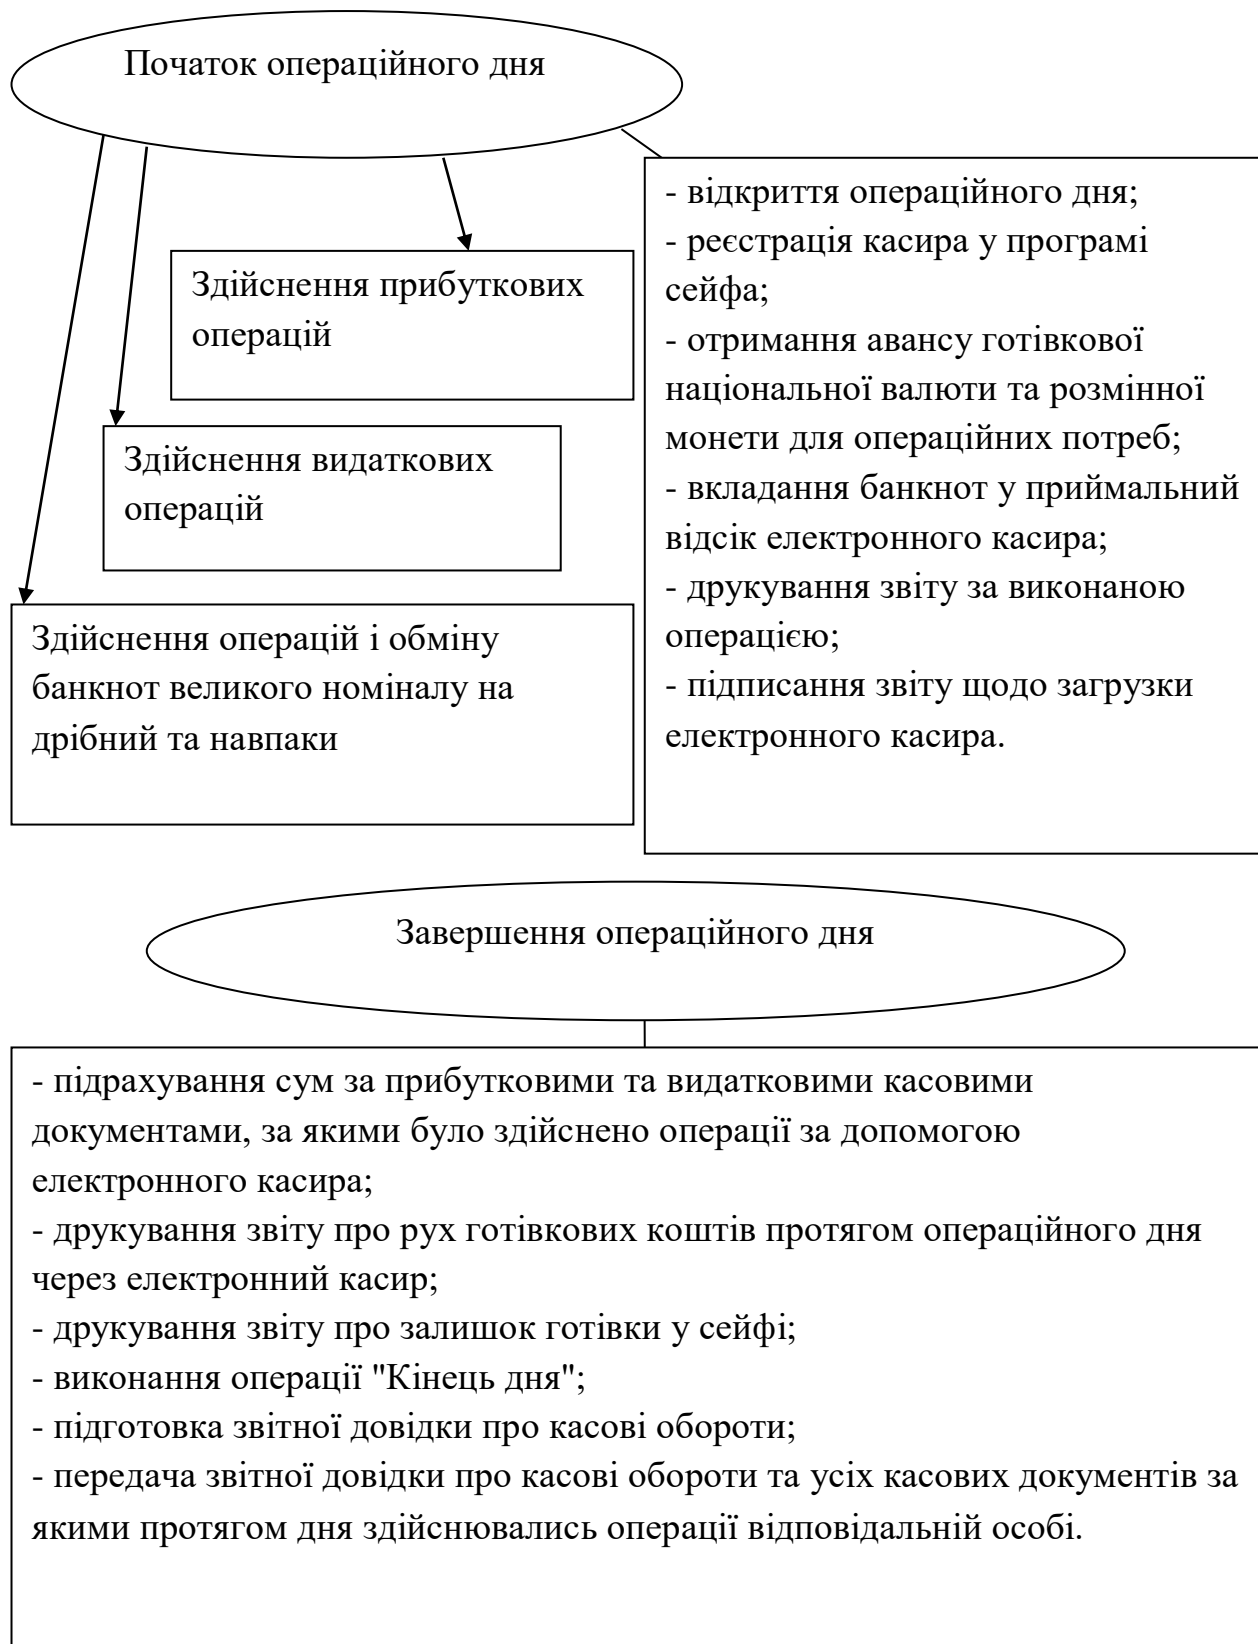 Початок операційного дня
Здійснення прибуткових
операцій
Здійснення видаткових
операцій
Здійснення операцій і обміну
банкнот великого номіналу на
дрібний та навпаки
- відкриття операційного дня;
- реєстрація касира у програмі
сейфа;
- отримання авансу готівкової
національної валюти та розмінної
монети для операційних потреб;
- вкладання банкнот у приймальний
відсік електронного касира;
- друкування звіту за виконаною
операцією;
- підписання звіту щодо загрузки
електронного касира.
Завершення операційного дня
- підрахування сум за прибутковими та видатковими касовими
документами, за якими було здійснено операції за допомогою
електронного касира;
- друкування звіту про рух готівкових коштів протягом операційного дня
через електронний касир;
- друкування звіту про залишок готівки у сейфі;
- виконання операції "Кінець дня";
- підготовка звітної довідки про касові обороти;
- передача звітної довідки про касові обороти та усіх касових документів за
якими протягом дня здійснювались операції відповідальній особі.